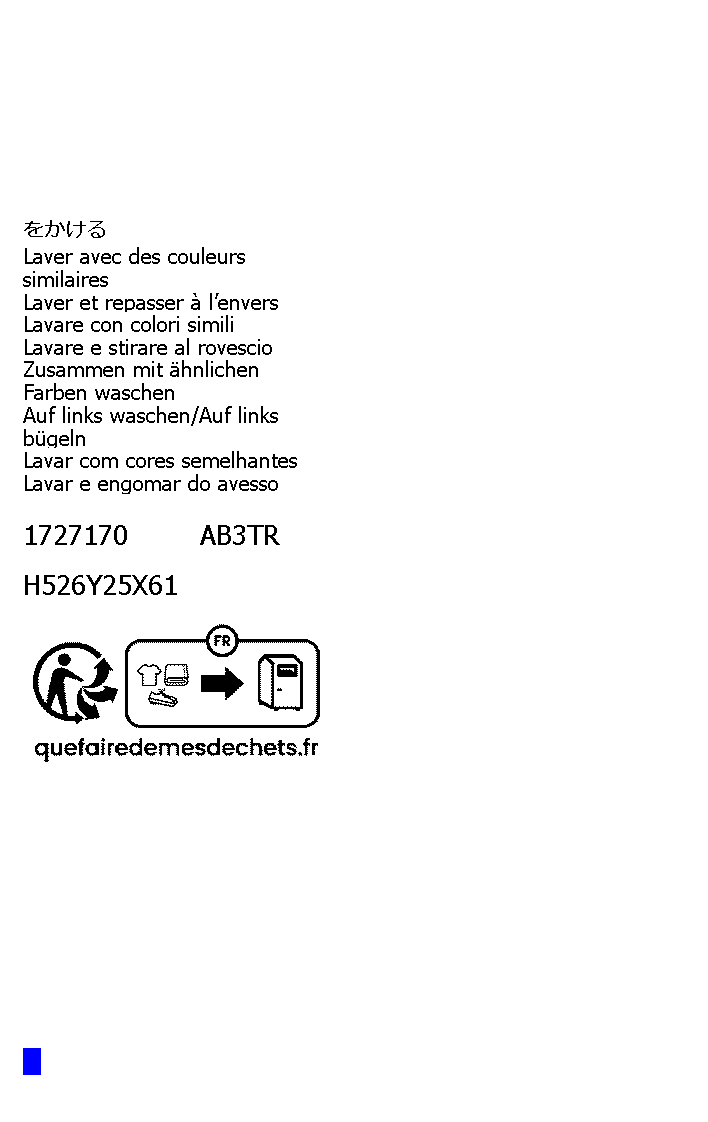 をかける
Laver avec des couleurs
similaires
Laver et repasser à l’envers
Lavare con colori simili
Lavare e stirare al rovescio
Zusammen mit ähnlichen
Farben waschen
Auf links waschen/Auf links
bügeln
Lavar com cores semelhantes
Lavar e engomar do avesso
1727170 AB3TR
H526Y25X61
FR
quefairedemesdechets.fr